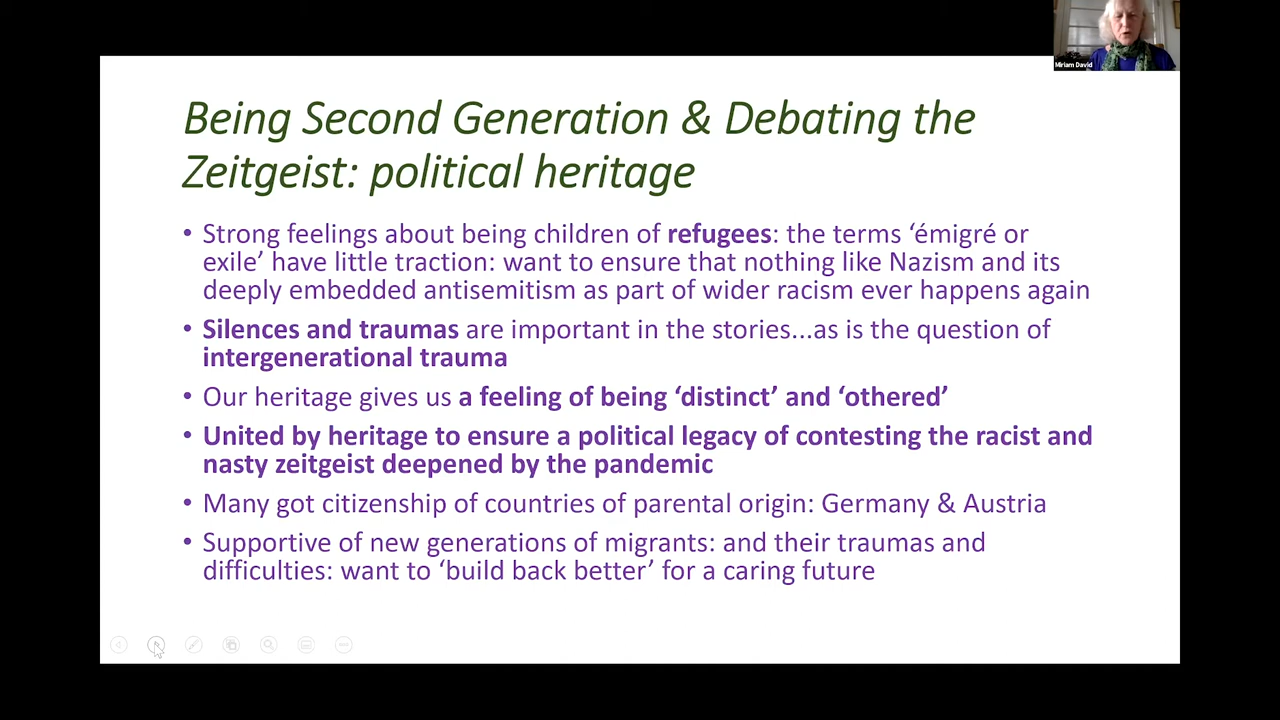 Miriam David
Being Second Generation & Debating the
Zeitgeist: political heritage
• Strong feelings about being children of refugees: the terms ‘émigré or
exile’ have little traction: want to ensure that nothing like Nazism and its
deeply embedded antisemitism as part of wider racism ever happens again
• Silences and traumas are important in the stories...as is the question of
intergenerational trauma
• Our heritage gives us a feeling of being ‘distinct’ and ‘othered’
• United by heritage to ensure a political legacy of contesting the racist and
nasty zeitgeist deepened by the pandemic
• Many got citizenship of countries of parental origin: Germany & Austria
• Supportive of new generations of migrants: and their traumas and
difficulties: want to ‘build back better’ for a caring future